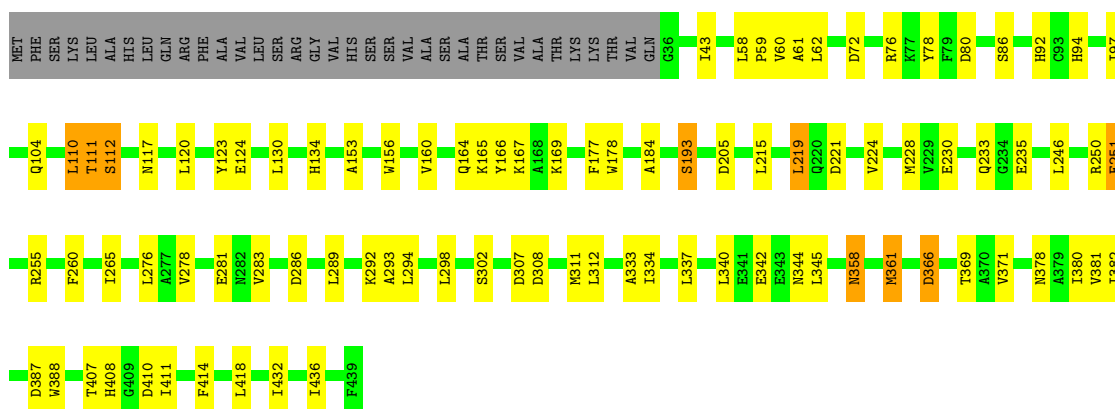 MET PHE SER LYS LEU ALA HIS LEU GLN ARG PHE ALA VAL LEU SER ARG GLY VAL HIS SER SER VAL ALA SER ALA THR SER VAL ALA THR LYS LYS THR VAL GLN G36 I43 L58 P59 V60 A61 L62 D72 R76 K77 Y78 F79 D80 S86 H92 C93 H94
Q104 L110 T111 S112 N117 L120 Y123 E124 L130 H134 A153 W156 V160 Q164 K165 Y166 K167 A168 K169 F177 W178 A184 S193 D205 L215 L219 Q220 D221 V224 M228 V229 E230 Q233 G234 E235 L246 R250
R255 F260 I265 L276 A277 V278 E281 N282 V283 D286 L289 K292 A293 L294 L298 S302 D307 D308 M311 L312 A333 I334 L337 L340 E341 E342 E343 N344 L345 N358 M361 D366 T369 A370 V371 N378 A379 I380 V381
D387 W388 T407 H408 G409 D410 I411 F414 L418 I432 I436 F439